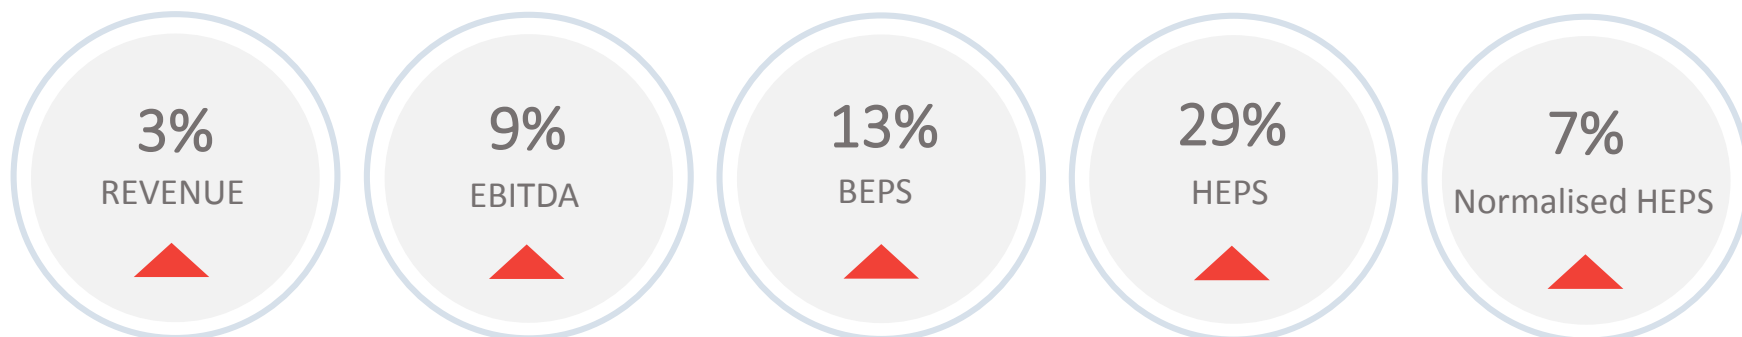 3%
REVENUE
9%
EBITDA
13%
BEPS
29%
HEPS
7%
Normalised HEPS